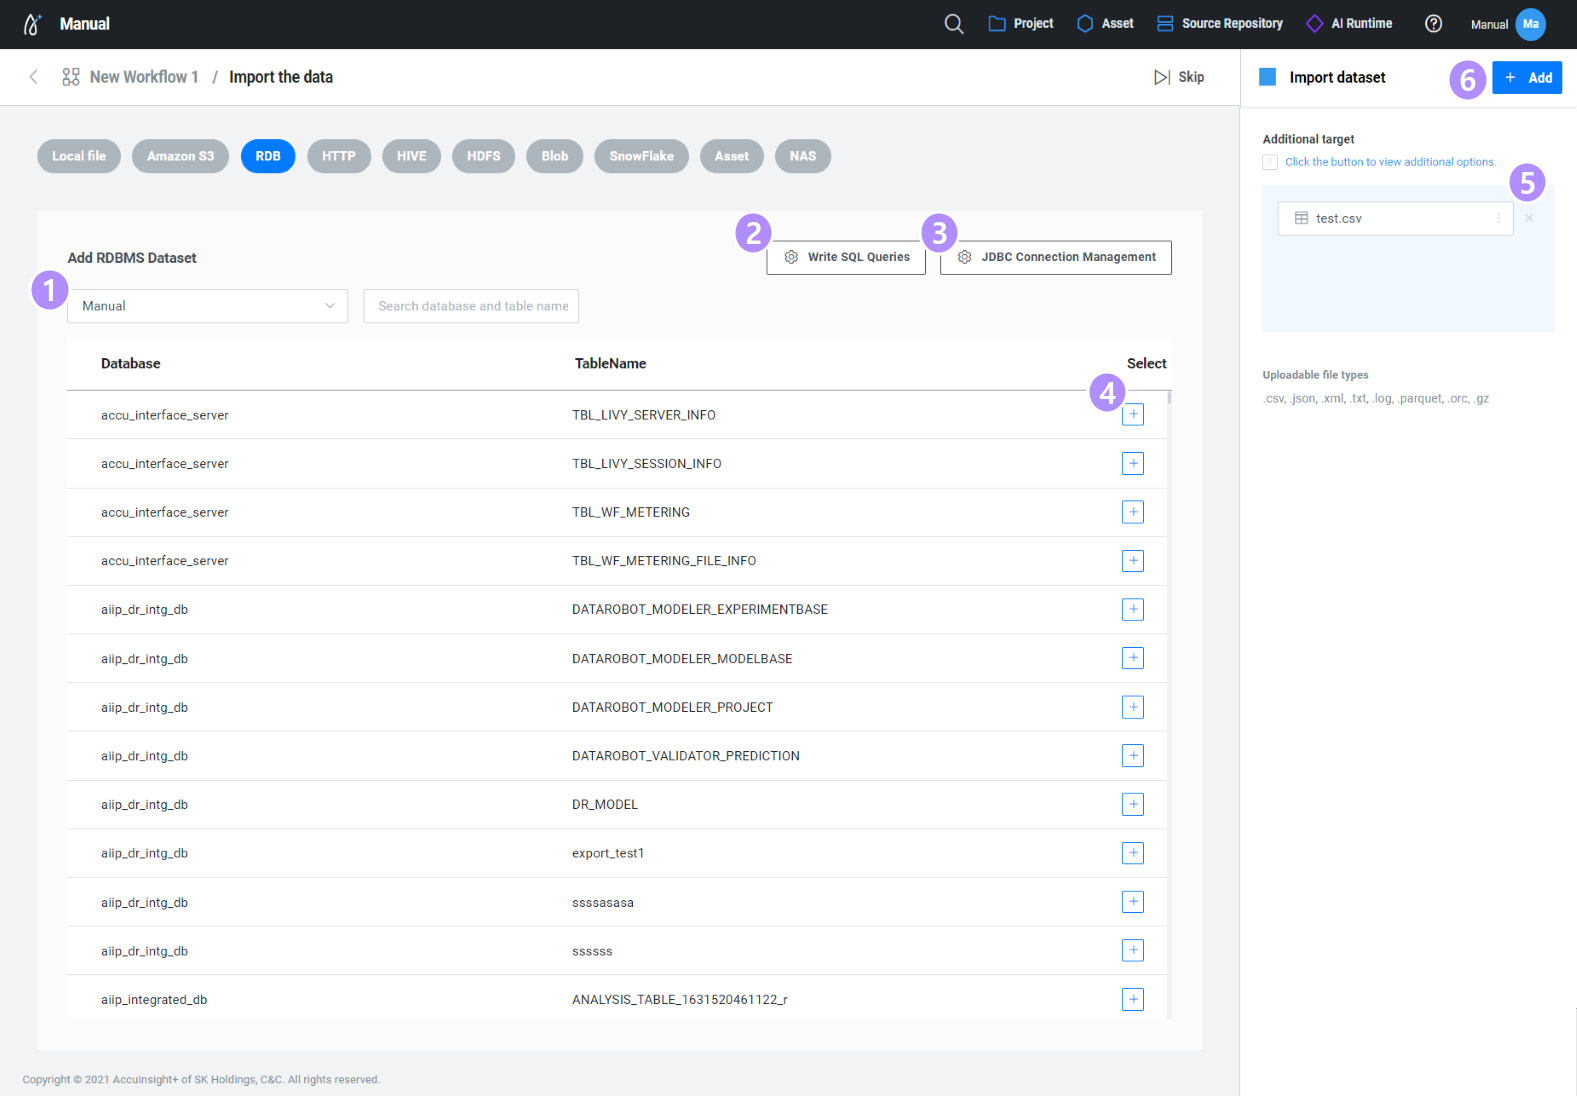 Manual
Project
Asset
Source Repository
AI Runtime
?
Manual
Ma
New Workflow 1 / Import the data
Skip
Import dataset
6
+ Add
Local file
Amazon S3
RDB
HTTP
HIVE
HDFS
Blob
SnowFlake
Asset
NAS
Additional target
Click the button to view additional options.
5
test.csv
Uploadable file types
.csv, .json, .xml, .txt, .log, .parquet, .orc, .gz
Add RDBMS Dataset
2
Write SQL Queries
3
JDBC Connection Management
1
Manual
Search database and table name
Database TableName Select
4
accu_interface_server TBL_LIVY_SERVER_INFO +
accu_interface_server TBL_LIVY_SESSION_INFO +
accu_interface_server TBL_WF_METERING +
accu_interface_server TBL_WF_METERING_FILE_INFO +
aiip_dr_intg_db DATAROBOT_MODELER_EXPERIMENTBASE +
aiip_dr_intg_db DATAROBOT_MODELER_MODELBASE +
aiip_dr_intg_db DATAROBOT_MODELER_PROJECT +
aiip_dr_intg_db DATAROBOT_VALIDATOR_PREDICTION +
aiip_dr_intg_db DR_MODEL +
aiip_dr_intg_db export_test1 +
aiip_dr_intg_db ssssasasa +
aiip_dr_intg_db ssssss +
aiip_integrated_db ANALYSIS_TABLE_1631520461122_r +
Copyright © 2021 AccuInsight+ of SK Holdings, C&C. All rights reserved.